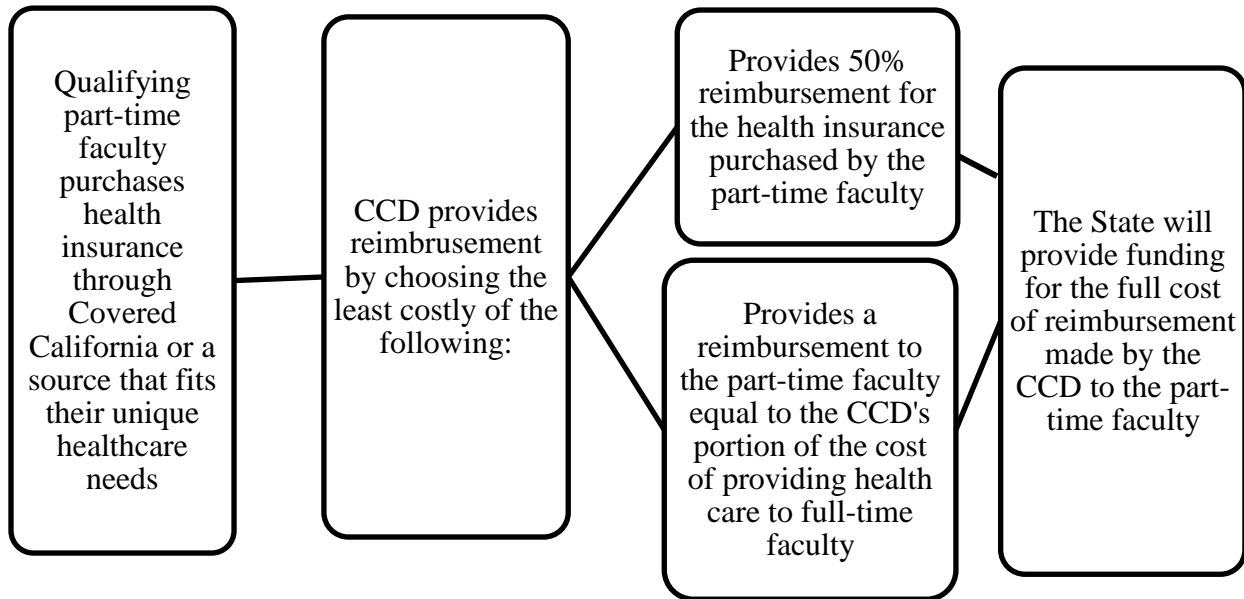 Qualifying
part-time
faculty
purchases
health
insurance
through
Covered
California or a
source that fits
their unique
healthcare
needs
CCD provides
reimbrusement
by choosing the
least costly of the
following:
Provides 50%
reimbursement for
the health insurance
purchased by the
part-time faculty
Provides a
reimbursement to
the part-time faculty
equal to the CCD's
portion of the cost
of providing health
care to full-time
faculty
The State will
provide funding
for the full cost
of reimbursement
made by the
CCD to the part-
time faculty